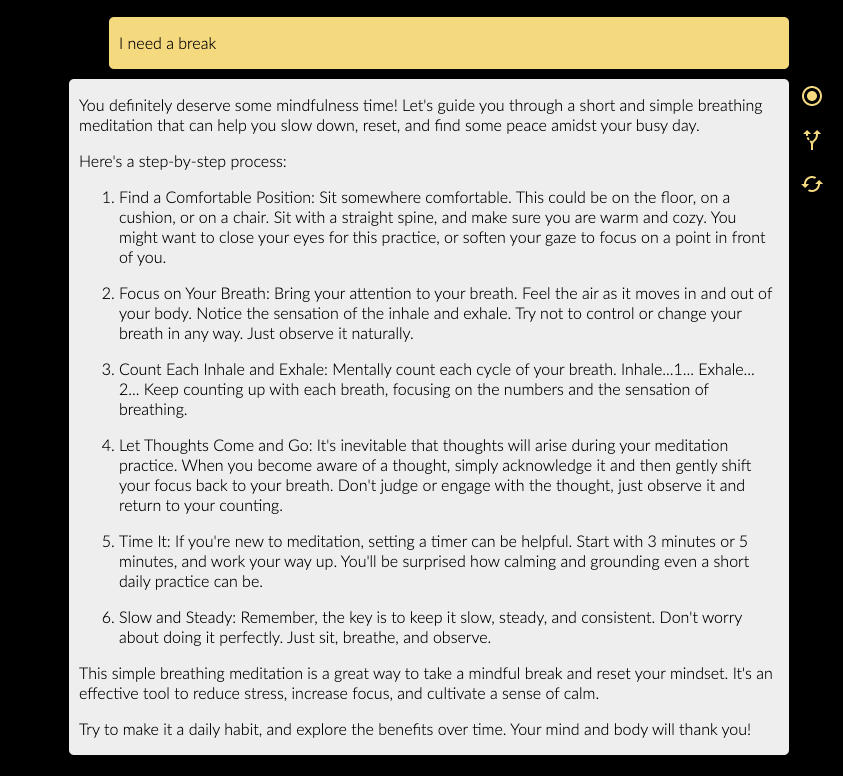 I need a break
You definitely deserve some mindfulness time! Let's guide you through a short and simple breathing
meditation that can help you slow down, reset, and find some peace amidst your busy day.
Here's a step-by-step process:
1. Find a Comfortable Position: Sit somewhere comfortable. This could be on the floor, on a
cushion, or on a chair. Sit with a straight spine, and make sure you are warm and cozy. You
might want to close your eyes for this practice, or soften your gaze to focus on a point in front
of you.
2. Focus on Your Breath: Bring your attention to your breath. Feel the air as it moves in and out of
your body. Notice the sensation of the inhale and exhale. Try not to control or change your
breath in any way. Just observe it naturally.
3. Count Each Inhale and Exhale: Mentally count each cycle of your breath. Inhale...1... Exhale...
2... Keep counting up with each breath, focusing on the numbers and the sensation of
breathing.
4. Let Thoughts Come and Go: It's inevitable that thoughts will arise during your meditation
practice. When you become aware of a thought, simply acknowledge it and then gently shift
your focus back to your breath. Don't judge or engage with the thought, just observe it and
return to your counting.
5. Time It: If you're new to meditation, setting a timer can be helpful. Start with 3 minutes or 5
minutes, and work your way up. You'll be surprised how calming and grounding even a short
daily practice can be.
6. Slow and Steady: Remember, the key is to keep it slow, steady, and consistent. Don't worry
about doing it perfectly. Just sit, breathe, and observe.
This simple breathing meditation is a great way to take a mindful break and reset your mindset. It's an
effective tool to reduce stress, increase focus, and cultivate a sense of calm.
Try to make it a daily habit, and explore the benefits over time. Your mind and body will thank you!